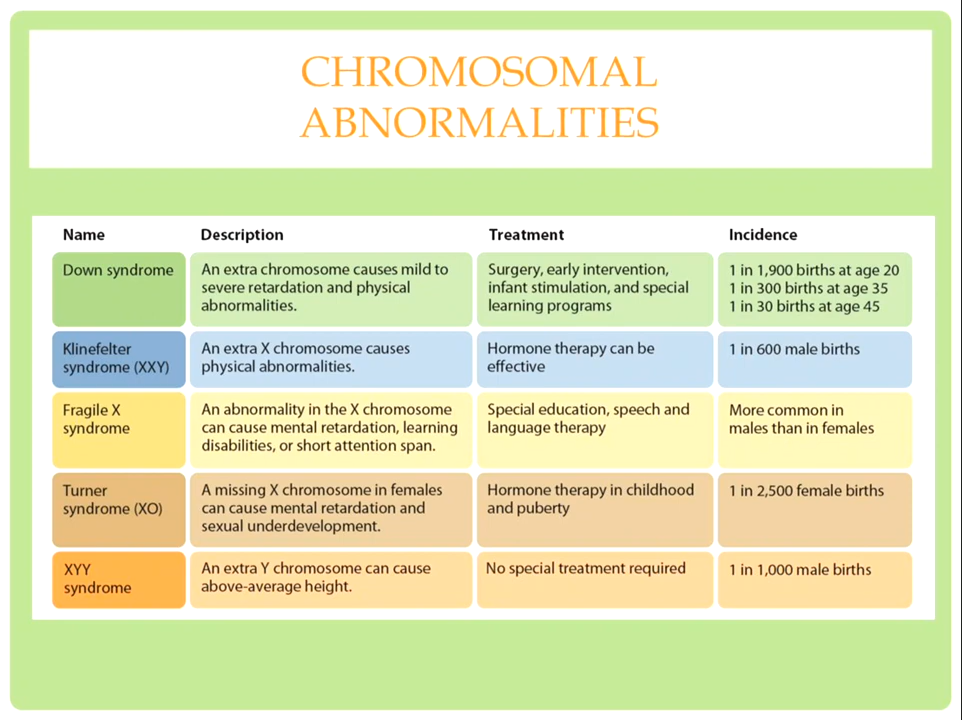 CHROMOSOMAL
ABNORMALITIES
Name Description Treatment Incidence
Down syndrome
An extra chromosome causes mild to
severe retardation and physical
abnormalities.
Surgery, early intervention,
infant stimulation, and special
learning programs
1 in 1,900 births at age 20
1 in 300 births at age 35
1 in 30 births at age 45
Klinefelter
syndrome (XXY)
An extra X chromosome causes
physical abnormalities.
Hormone therapy can be
effective
1 in 600 male births
Fragile X
syndrome
An abnormality in the X chromosome
can cause mental retardation, learning
disabilities, or short attention span.
Special education, speech and
language therapy
More common in
males than in females
Turner
syndrome (XO)
A missing X chromosome in females
can cause mental retardation and
sexual underdevelopment.
Hormone therapy in childhood
and puberty
1 in 2,500 female births
XYY
syndrome
An extra Y chromosome can cause
above-average height.
No special treatment required
1 in 1,000 male births